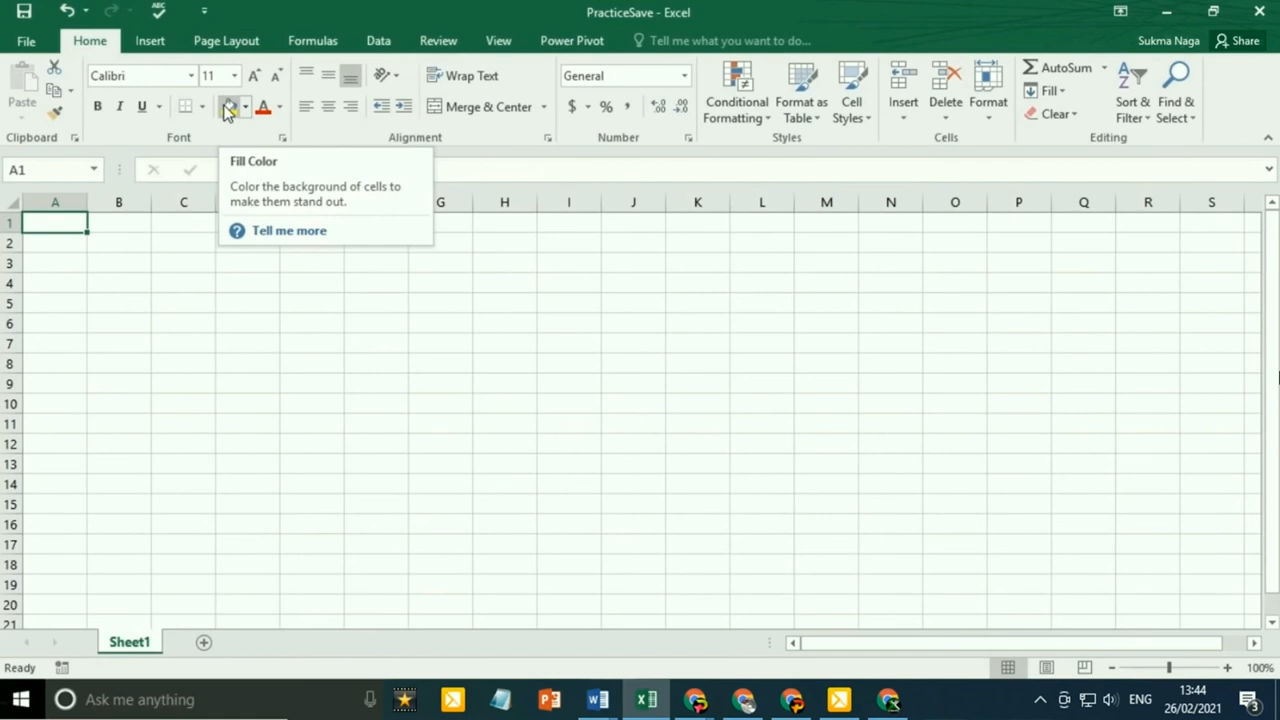 PracticeSave - Excel
File Home Insert Page Layout Formulas Data Review View Power Pivot Tell me what you want to do... Sukma Naga Share
Calibri 11 Wrap Text General AutoSum
Paste B I U Merge & Center $ % , Conditional Format as Cell Insert Delete Format Fill Sort & Find &
Formatting Table Styles Clear Filter Select
Clipboard Font Alignment Number Styles Cells Editing
A1
Fill Color
Color the background of cells to
make them stand out.
Tell me more
A B C G H I J K L M N O P Q R S
1
2
3
4
5
6
7
8
9
10
11
12
13
14
15
16
17
18
19
20
21
Sheet1
Ready 100%
Ask me anything ENG 13:44
26/02/2021 3